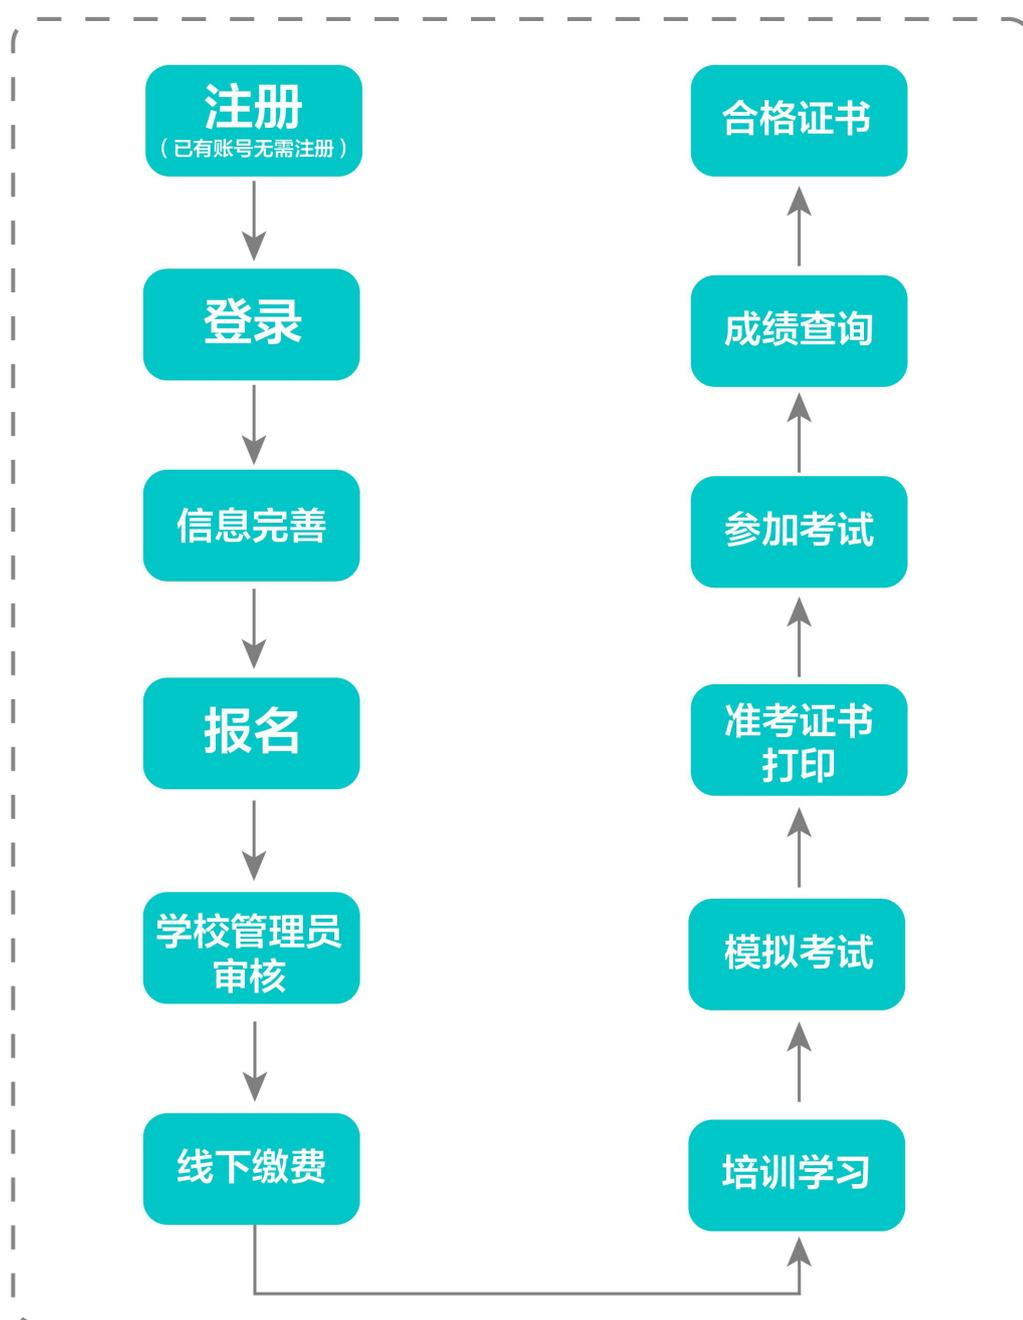 注册
（已有账号无需注册）
登录
信息完善
报名
学校管理员
审核
线下缴费
培训学习
模拟考试
准考证书
打印
参加考试
成绩查询
合格证书